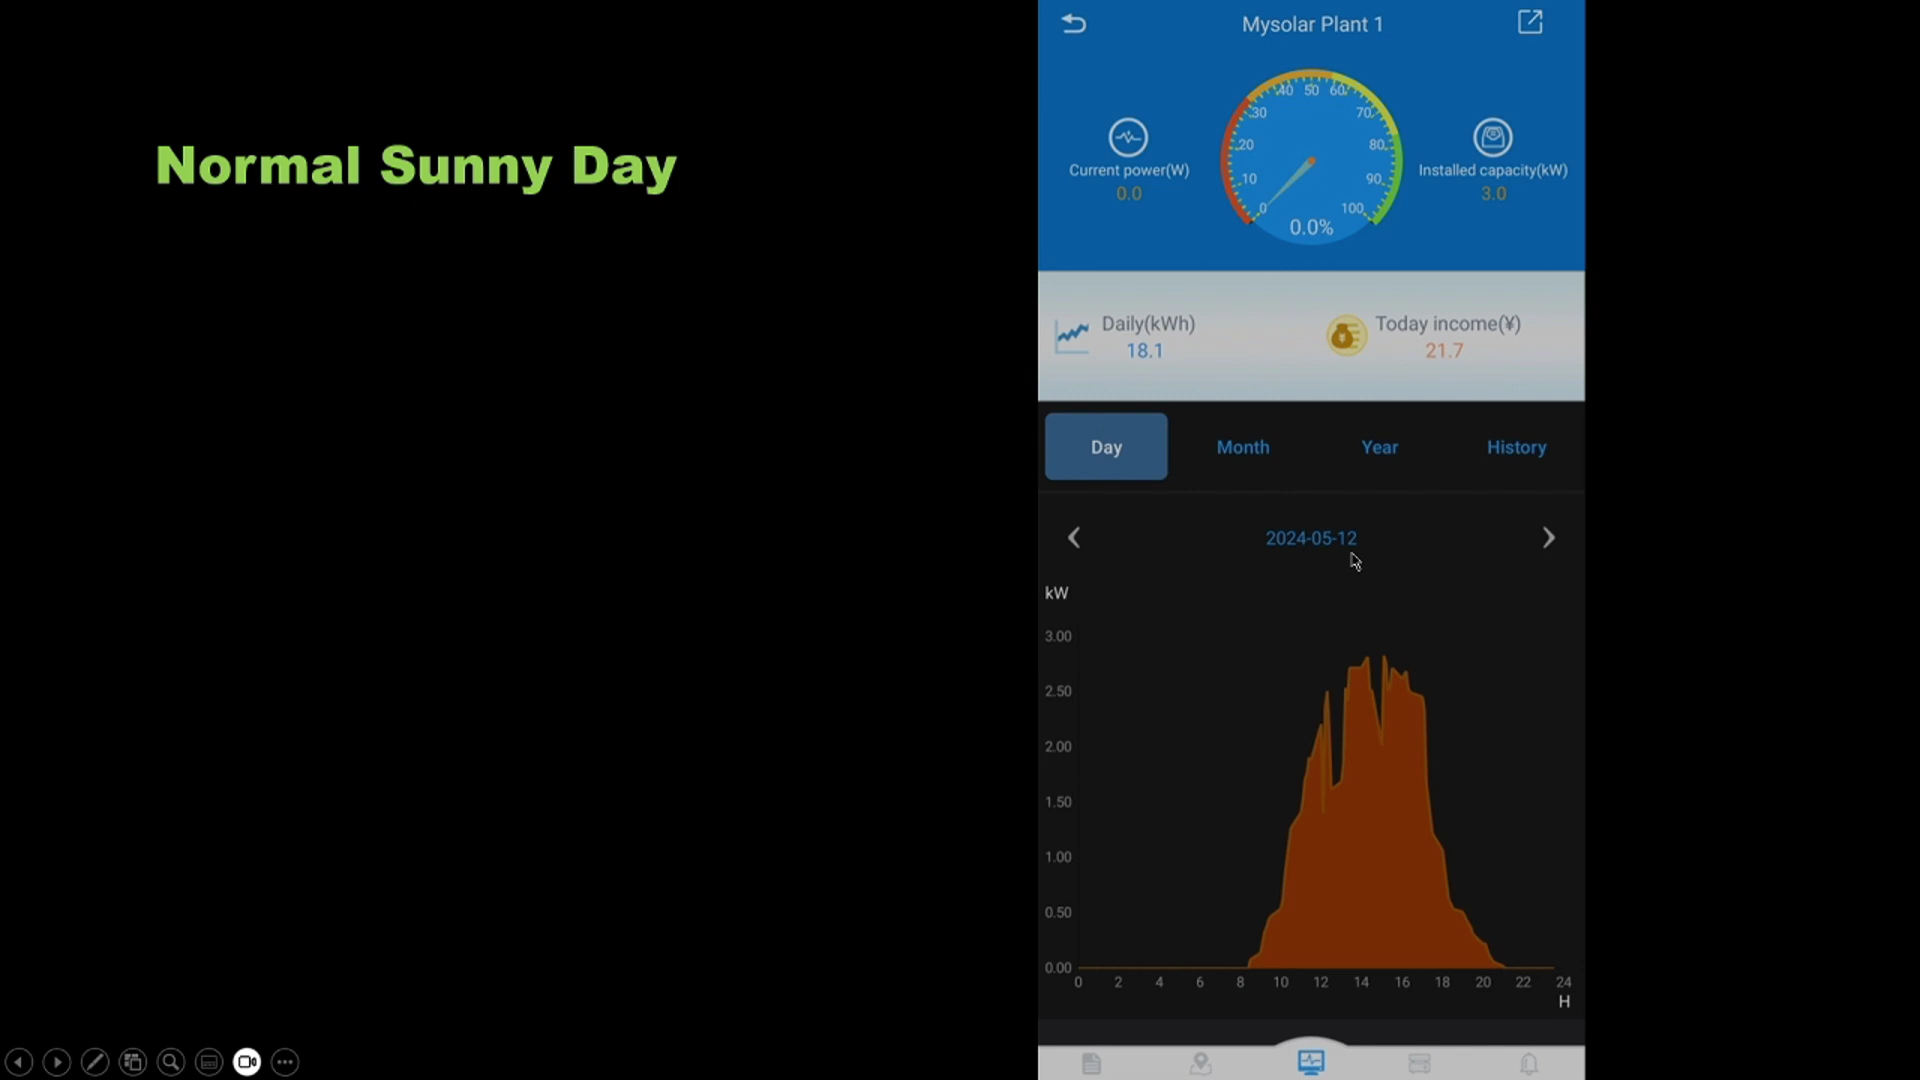 Normal Sunny Day
Mysolar Plant 1
Current power(W)
0.0
0
10
20
30
40
50
60
70
80
90
100
0.0%
Installed capacity(kW)
3.0
Daily(kWh)
18.1
Today income(¥)
21.7
Day Month Year History
2024-05-12
kW
3.00
2.50
2.00
1.50
1.00
0.50
0.00
0 2 4 6 8 10 12 14 16 18 20 22 24
H